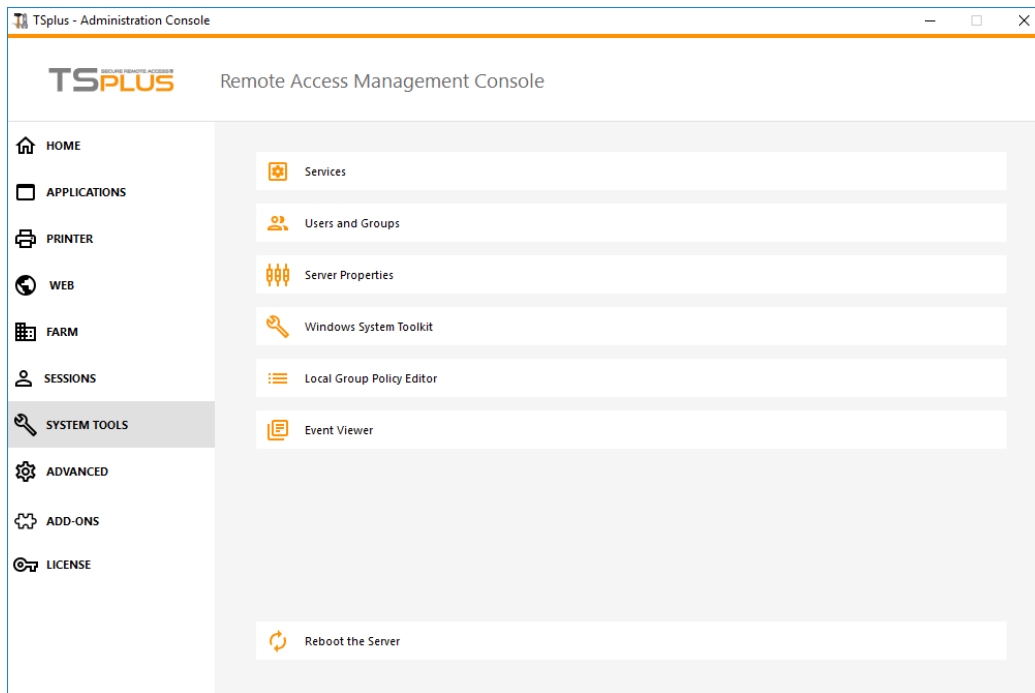 TSplus - Administration Console
SECURE REMOTE ACCESS®
TSPLUS
Remote Access Management Console
HOME
APPLICATIONS
PRINTER
WEB
FARM
SESSIONS
SYSTEM TOOLS
ADVANCED
ADD-ONS
LICENSE
Services
Users and Groups
Server Properties
Windows System Toolkit
Local Group Policy Editor
Event Viewer
Reboot the Server